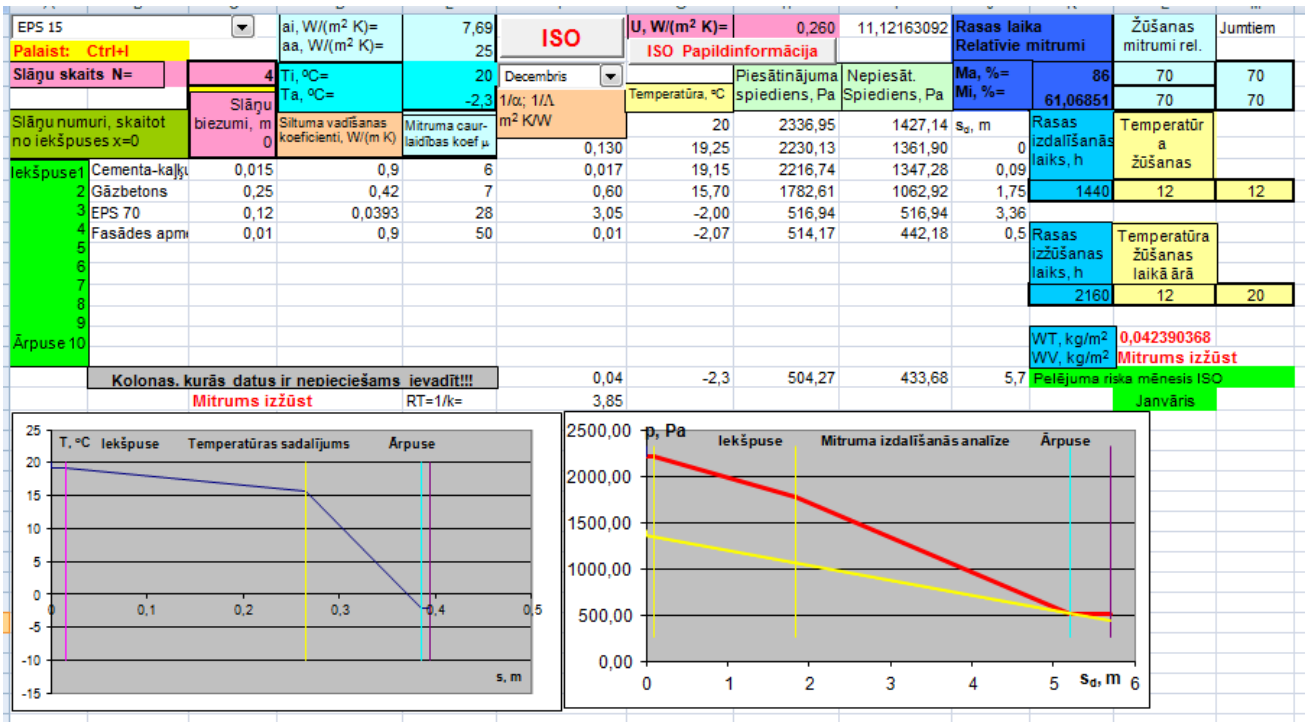 EPS 15 ai, W/(m² K)= 7,69 ISO U, W/(m² K)= 0,260 11,12163092 Rasas laika Relatīvie mitrumi Žūšanas mitrumi rel. Jumtiem
Palaist: Ctrl+I aa, W/(m² K)= 25 ISO Papildinformācija
Slāņu skaits N= 4 Ti, ºC= 20 Decembris Piesātinājuma spiediens, Pa Nepiesāt. Spiediens, Pa Ma, %= 86 70 70
Ta, ºC= -2,3 1/α; 1/Λ m² K/W Temperatūra, ºC Mi, %= 61,06851 70 70
Slāņu numuri, skaitot no iekšpuses x=0 Slāņu biezumi, m 0 Siltuma vadīšanas koeficienti, W/(m K) Mitruma caur-laidības koef μ 20 2336,95 1427,14 s_d, m Rasas izdalīšanās laiks, h Temperatūra žūšanas
0,130 19,25 2230,13 1361,90 0
Iekšpuse1 Cementa-kaļķu 0,015 0,9 6 0,017 19,15 2216,74 1347,28 0,09
2 Gāzbetons 0,25 0,42 7 0,60 15,70 1782,61 1062,92 1,75 1440 12 12
3 EPS 70 0,12 0,0393 28 3,05 -2,00 516,94 516,94 3,36
4 Fasādes apme 0,01 0,9 50 0,01 -2,07 514,17 442,18 0,5 Rasas izžūšanas laiks, h Temperatūra žūšanas laikā ārā
5
6
7
8 2160 12 20
9
Ārpuse 10 WT, kg/m² 0,042390368
WV, kg/m² Mitrums izžūst
Kolonas, kurās datus ir nepieciešams ievadīt!!! 0,04 -2,3 504,27 433,68 5,7 Pelējuma riska mēnesis ISO
Mitrums izžūst RT=1/k= 3,85 Janvāris
T, ºC Iekšpuse Temperatūras sadalījums Ārpuse
25
20
15
10
5
0
-5
-10
-15
0 0,1 0,2 0,3 0,4 0,5
s, m
p, Pa Iekšpuse Mitruma izdalīšanās analīze Ārpuse
2500,00
2000,00
1500,00
1000,00
500,00
0,00
0 1 2 3 4 5 s_d, m 6